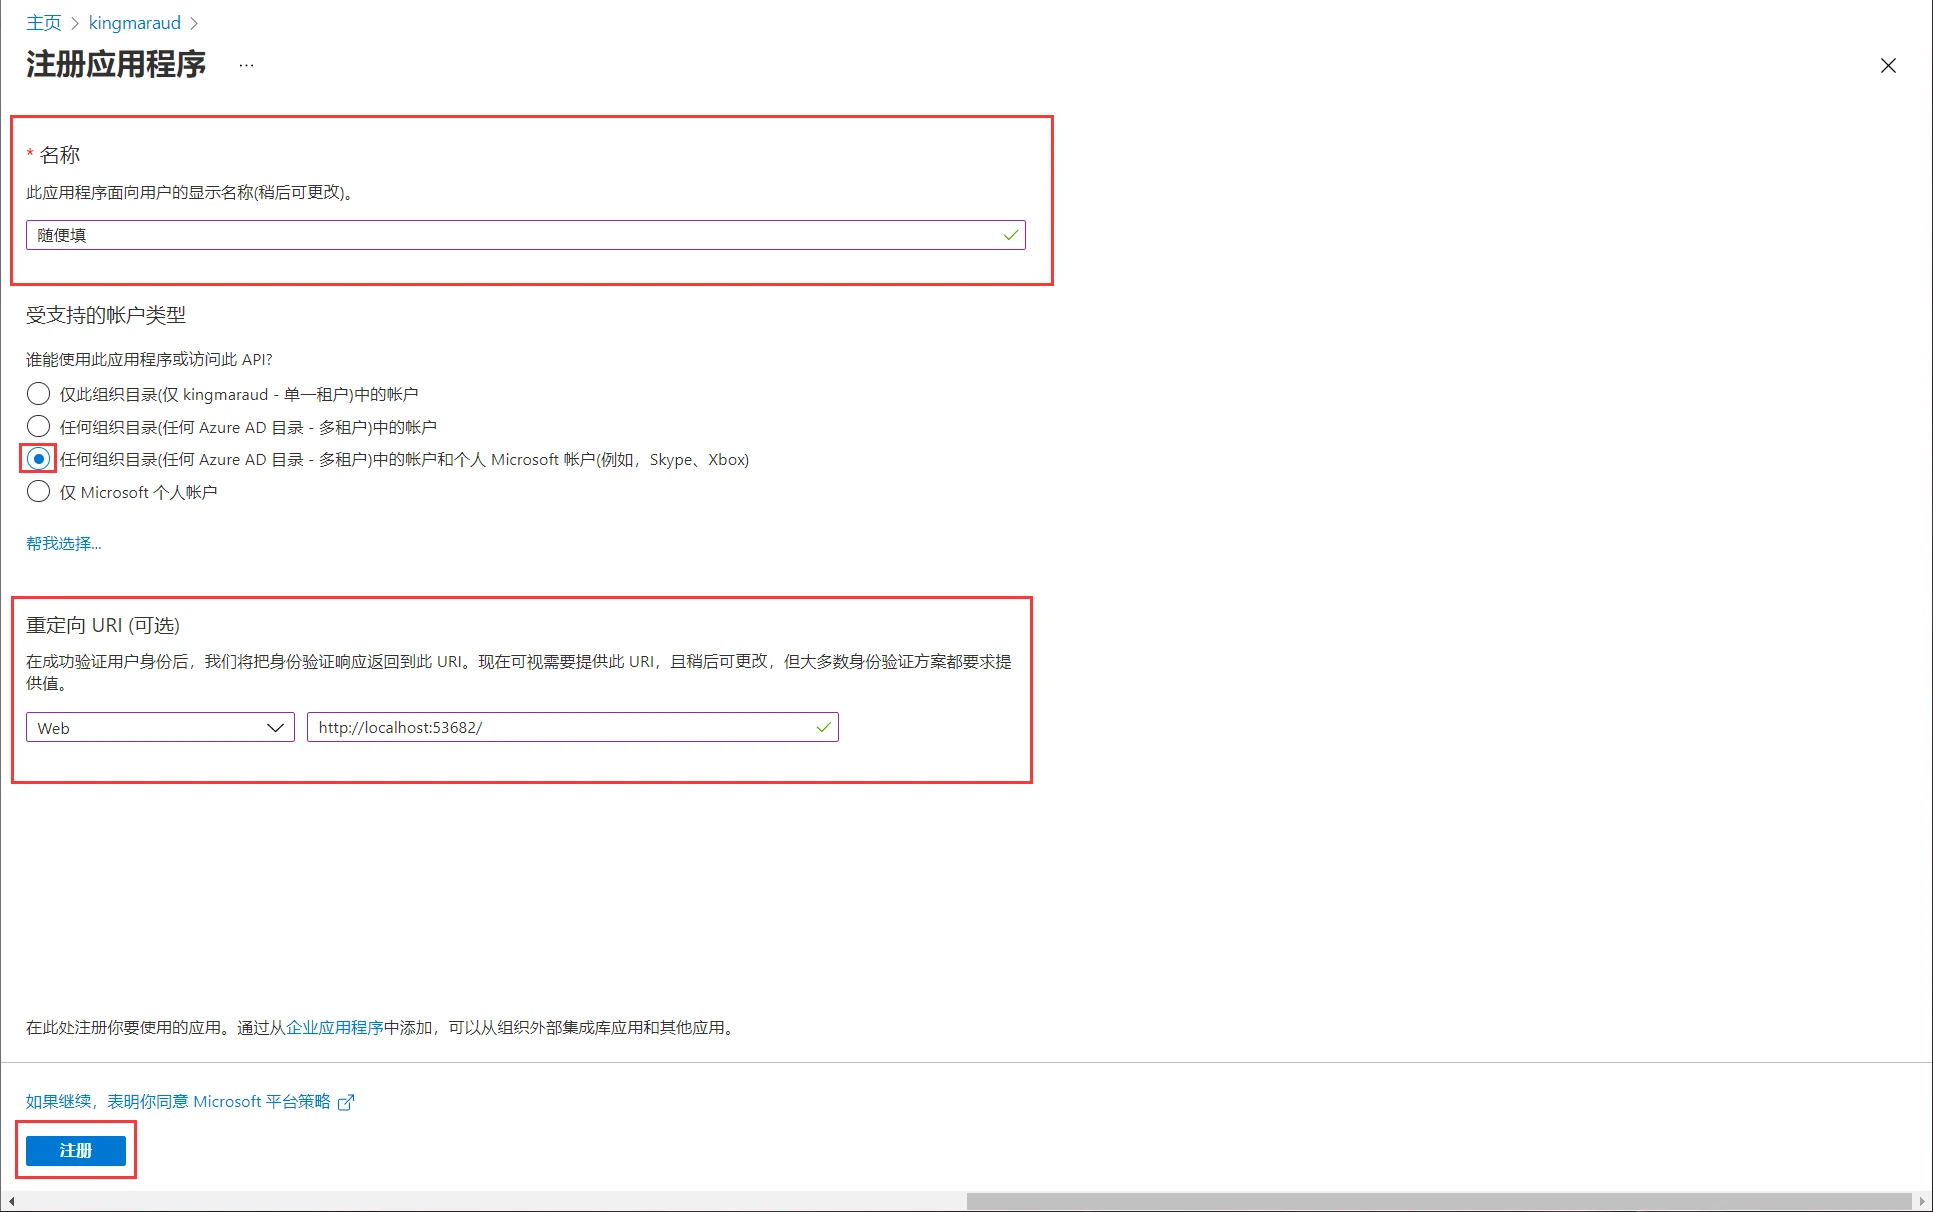 主页 > kingmaraud >
注册应用程序 ...
* 名称
此应用程序面向用户的显示名称(稍后可更改)。
随便填
受支持的帐户类型
谁能使用此应用程序或访问此 API?
仅此组织目录(仅 kingmaraud - 单一租户)中的帐户
任何组织目录(任何 Azure AD 目录 - 多租户)中的帐户
任何组织目录(任何 Azure AD 目录 - 多租户)中的帐户和个人 Microsoft 帐户(例如，Skype、Xbox)
仅 Microsoft 个人帐户
帮我选择...
重定向 URI (可选)
在成功验证用户身份后，我们将把身份验证响应返回到此 URI。现在可视需要提供此 URI，且稍后可更改，但大多数身份验证方案都要求提
供值。
Web http://localhost:53682/
在此处注册你要使用的应用。通过从企业应用程序中添加，可以从组织外部集成库应用和其他应用。
如果继续，表明你同意 Microsoft 平台策略
注册